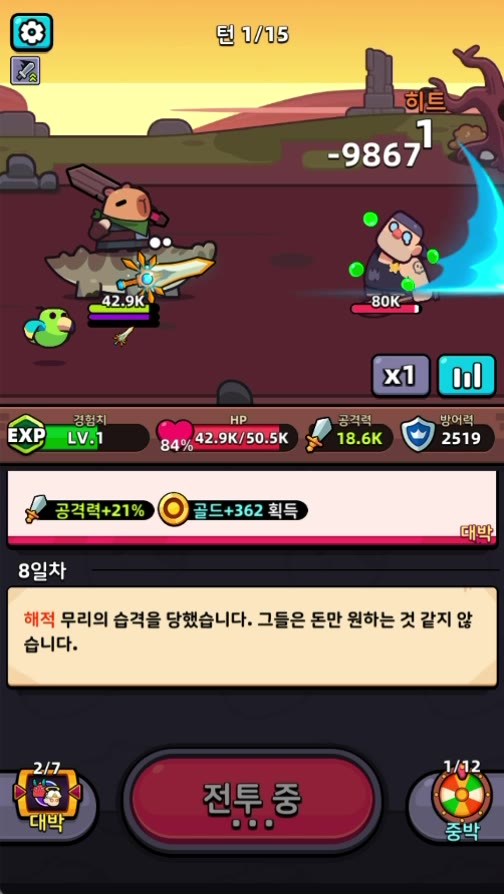 턴 1/15
히트
1
-9867
42.9K
80K
x1
경험치
HP
공격력
방어력
EXP
LV.1
84%
42.9K/50.5K
18.6K
2519
공격력+21%
골드+362 획득
대박
8일차
해적 무리의 습격을 당했습니다. 그들은 돈만 원하는 것 같지 않
습니다.
2/7
대박
전투 중
...
1/12
중박